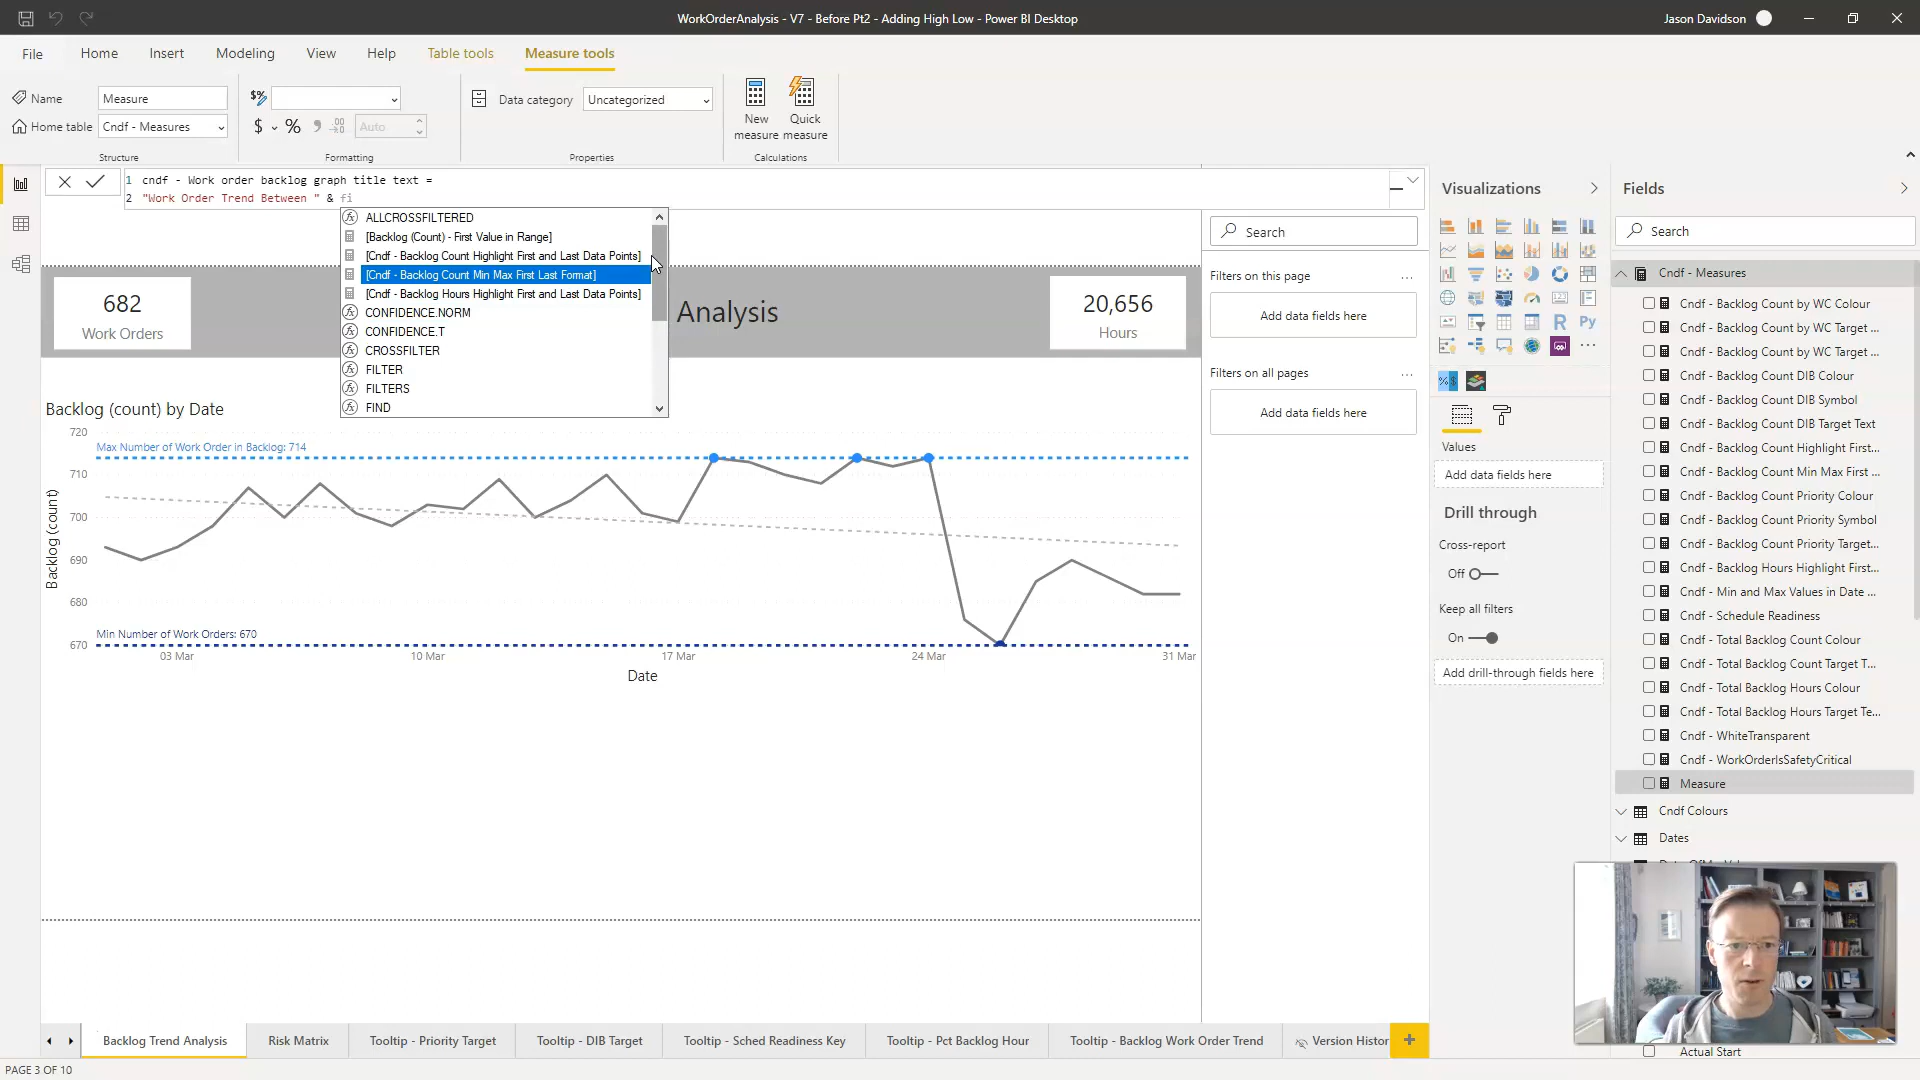 WorkOrderAnalysis - V7 - Before Pt2 - Adding High Low - Power BI Desktop
Jason Davidson
File
Home
Insert
Modeling
View
Help
Table tools
Measure tools
Name
Measure
Home table
Cndf - Measures
Structure
$%
$
%
Auto
Formatting
Data category
Uncategorized
Properties
New
measure
Quick
measure
Calculations
1 cndf - Work order backlog graph title text =
2 "Work Order Trend Between " & fi
ALLCROSSFILTERED
[Backlog (Count) - First Value in Range]
[Cndf - Backlog Count Highlight First and Last Data Points]
[Cndf - Backlog Count Min Max First Last Format]
[Cndf - Backlog Hours Highlight First and Last Data Points]
CONFIDENCE.NORM
CONFIDENCE.T
CROSSFILTER
FILTER
FILTERS
FIND
682
Work Orders
Analysis
20,656
Hours
Backlog (count) by Date
Backlog (count)
720
710
700
690
680
670
Max Number of Work Order in Backlog: 714
Min Number of Work Orders: 670
03 Mar
10 Mar
17 Mar
24 Mar
31 Mar
Date
Search
Filters on this page
...
Add data fields here
Filters on all pages
...
Add data fields here
Visualizations
R
Py
...
Values
Add data fields here
Drill through
Cross-report
Off
Keep all filters
On
Add drill-through fields here
Fields
Search
Cndf - Measures
Cndf - Backlog Count by WC Colour
Cndf - Backlog Count by WC Target ...
Cndf - Backlog Count by WC Target ...
Cndf - Backlog Count DIB Colour
Cndf - Backlog Count DIB Symbol
Cndf - Backlog Count DIB Target Text
Cndf - Backlog Count Highlight First...
Cndf - Backlog Count Min Max First ...
Cndf - Backlog Count Priority Colour
Cndf - Backlog Count Priority Symbol
Cndf - Backlog Count Priority Target...
Cndf - Backlog Hours Highlight First...
Cndf - Min and Max Values in Date ...
Cndf - Schedule Readiness
Cndf - Total Backlog Count Colour
Cndf - Total Backlog Count Target T...
Cndf - Total Backlog Hours Colour
Cndf - Total Backlog Hours Target Te...
Cndf - WhiteTransparent
Cndf - WorkOrderIsSafetyCritical
Measure
Cndf Colours
Dates
Actual Start
Backlog Trend Analysis
Risk Matrix
Tooltip - Priority Target
Tooltip - DIB Target
Tooltip - Sched Readiness Key
Tooltip - Pct Backlog Hour
Tooltip - Backlog Work Order Trend
Version Histor
+
PAGE 3 OF 10